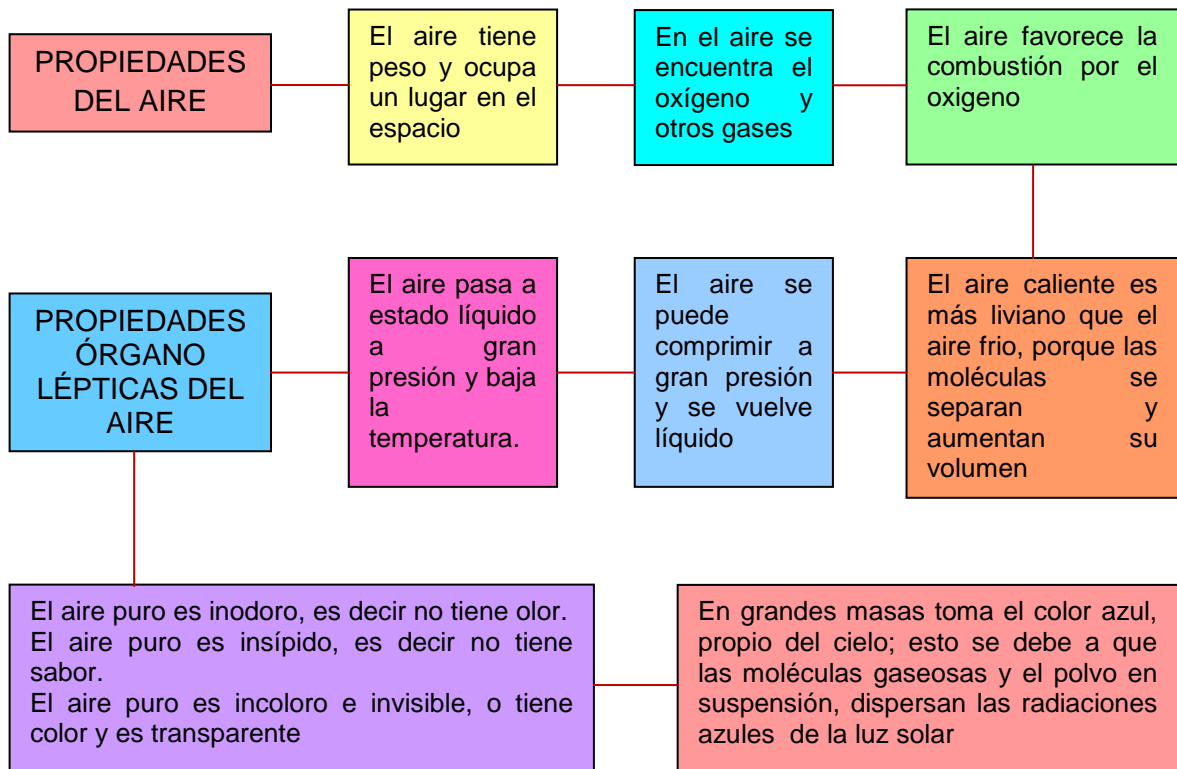 PROPIEDADES
DEL AIRE
El aire tiene
peso y ocupa
un lugar en el
espacio
En el aire se
encuentra el
oxígeno y
otros gases
El aire favorece la
combustión por el
oxigeno
El aire caliente es
más liviano que el
aire frio, porque las
moléculas se
separan y
aumentan su
volumen
El aire se
puede
comprimir a
gran presión
y se vuelve
líquido
El aire pasa a
estado líquido
a gran
presión y baja
la
temperatura.
PROPIEDADES
ÓRGANO
LÉPTICAS DEL
AIRE
El aire puro es inodoro, es decir no tiene olor.
El aire puro es insípido, es decir no tiene
sabor.
El aire puro es incoloro e invisible, o tiene
color y es transparente
En grandes masas toma el color azul,
propio del cielo; esto se debe a que
las moléculas gaseosas y el polvo en
suspensión, dispersan las radiaciones
azules de la luz solar